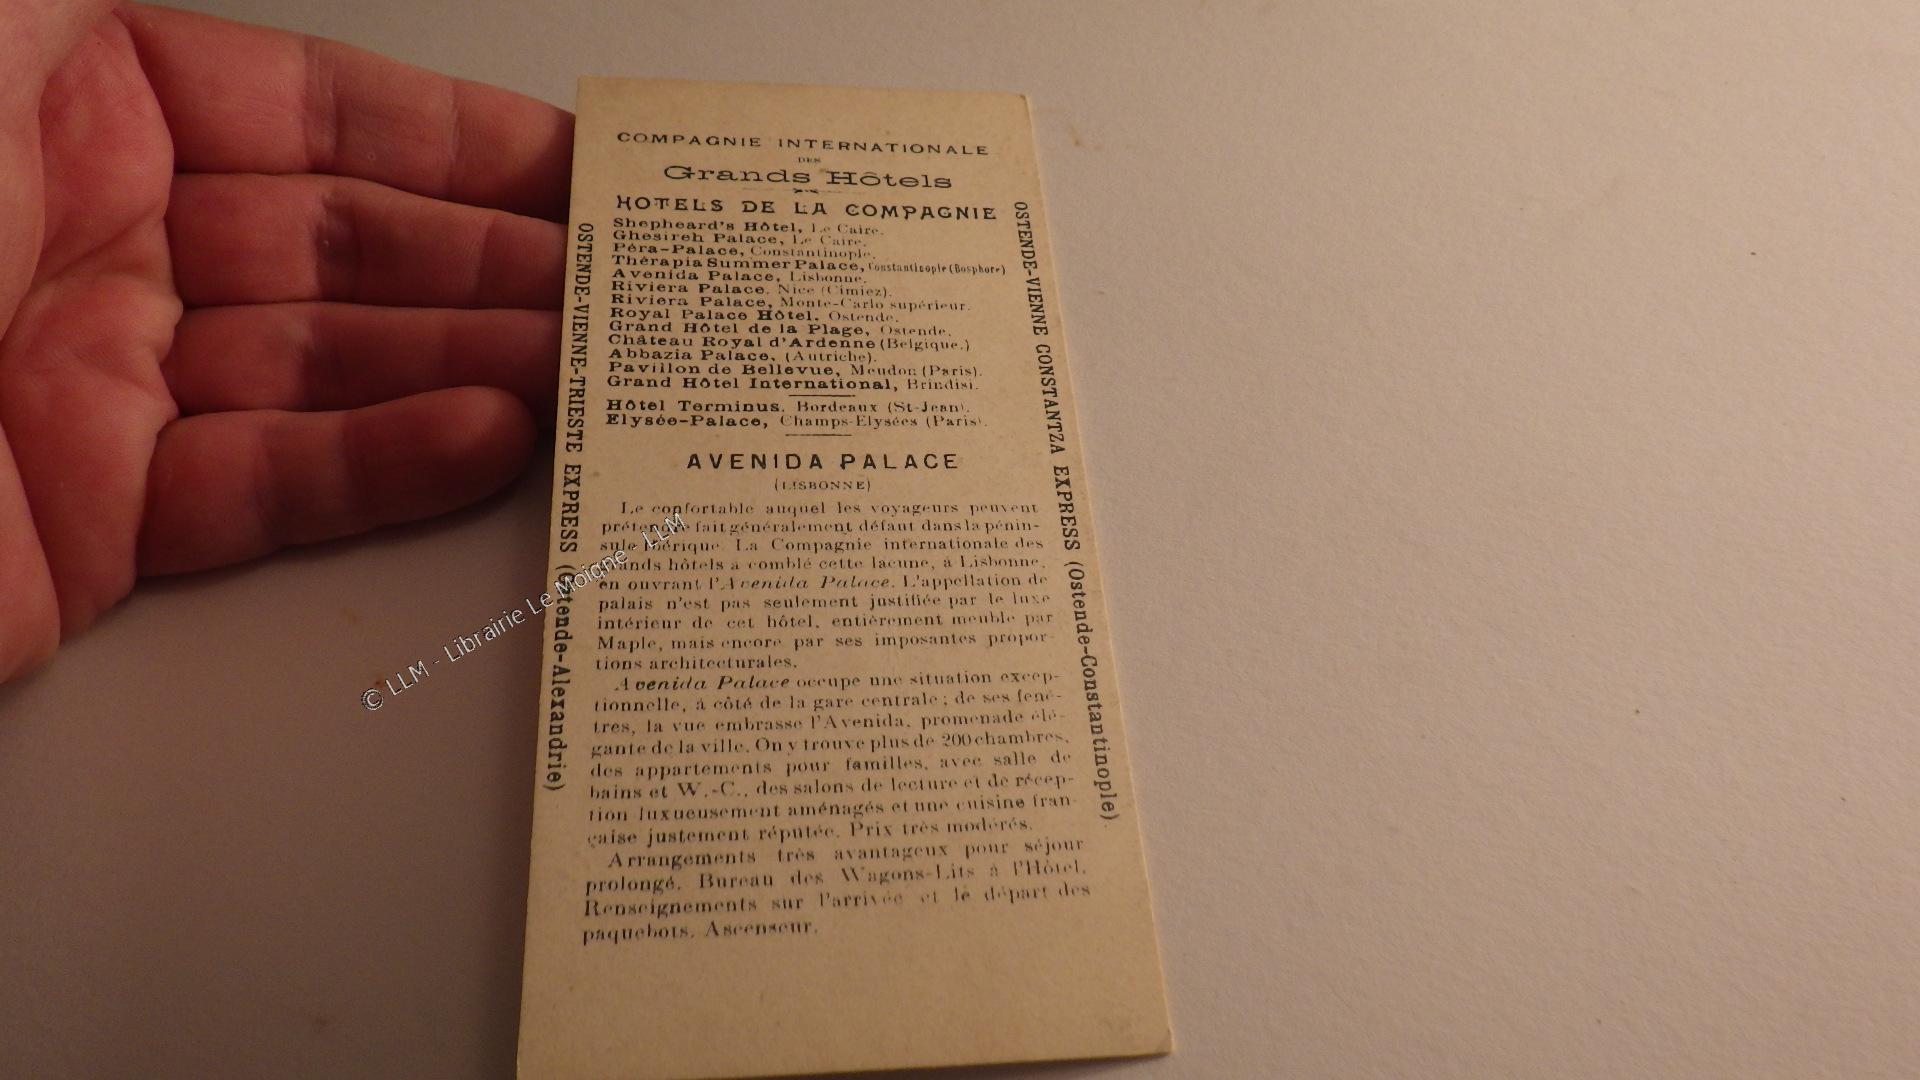 COMPAGNIE INTERNATIONALE
DES
Grands Hôtels
HOTELS DE LA COMPAGNIE
Shepheard's Hôtel, Le Caire.
Ghesireh Palace, Le Caire.
Péra-Palace, Constantinople.
Thérapia Summer Palace, Constantinople (Bosphore)
Avenida Palace, Lisbonne.
Riviera Palace, Nice (Cimiez).
Riviera Palace, Monte-Carlo supérieur.
Royal Palace Hôtel, Ostende.
Grand Hôtel de la Plage, Ostende.
Château Royal d'Ardenne (Belgique.)
Abbazia Palace, (Autriche).
Pavillon de Bellevue, Meudon (Paris).
Grand Hôtel International, Brindisi.
Hôtel Terminus, Bordeaux (St-Jean).
Elysée-Palace, Champs-Elysées (Paris).
AVENIDA PALACE
(LISBONNE)
Le confortable auquel les voyageurs peuvent
prétendre fait généralement défaut dans la pénin-
sule ibérique. La Compagnie internationale des
grands hôtels a comblé cette lacune, à Lisbonne,
en ouvrant l'Avenida Palace. L'appellation de
palais n'est pas seulement justifiée par le luxe
intérieur de cet hôtel, entièrement meublé par
Maple, mais encore par ses imposantes propor-
tions architecturales.
Avenida Palace occupe une situation excep-
tionnelle, à côté de la gare centrale ; de ses fenê-
tres, la vue embrasse l'Avenida, promenade élé-
gante de la ville. On y trouve plus de 200 chambres,
des appartements pour familles, avec salle de
bains et W.-C., des salons de lecture et de récep-
tion luxueusement aménagés et une cuisine fran-
çaise justement réputée. Prix très modérés.
Arrangements très avantageux pour séjour
prolongé. Bureau des Wagons-Lits à l'Hôtel.
Renseignements sur l'arrivée et le départ des
paquebots. Ascenseur.
OSTENDE-VIENNE-TRIESTE EXPRESS (Ostende-Alexandrie)
OSTENDE-VIENNE CONSTANTZA EXPRESS (Ostende-Constantinople)
© LLM - Librairie Le Moigne - LLM